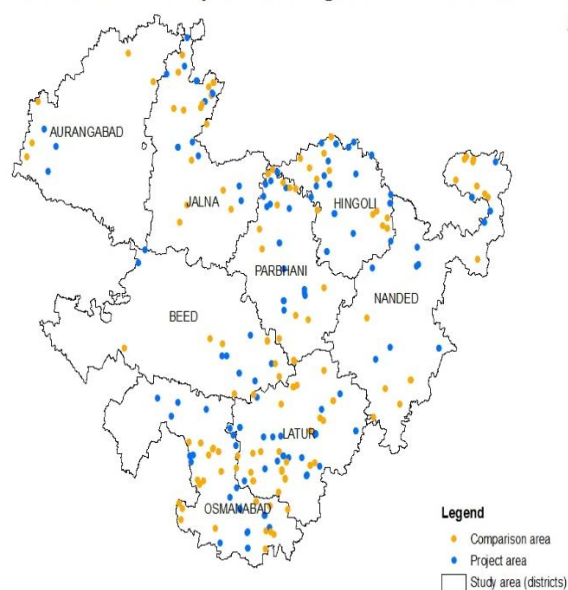 AURANGABAD
JALNA
HINGOLI
PARBHANI
NANDED
BEED
LATUR
OSMANABAD
Legend
Comparison area
Project area
Study area (districts)